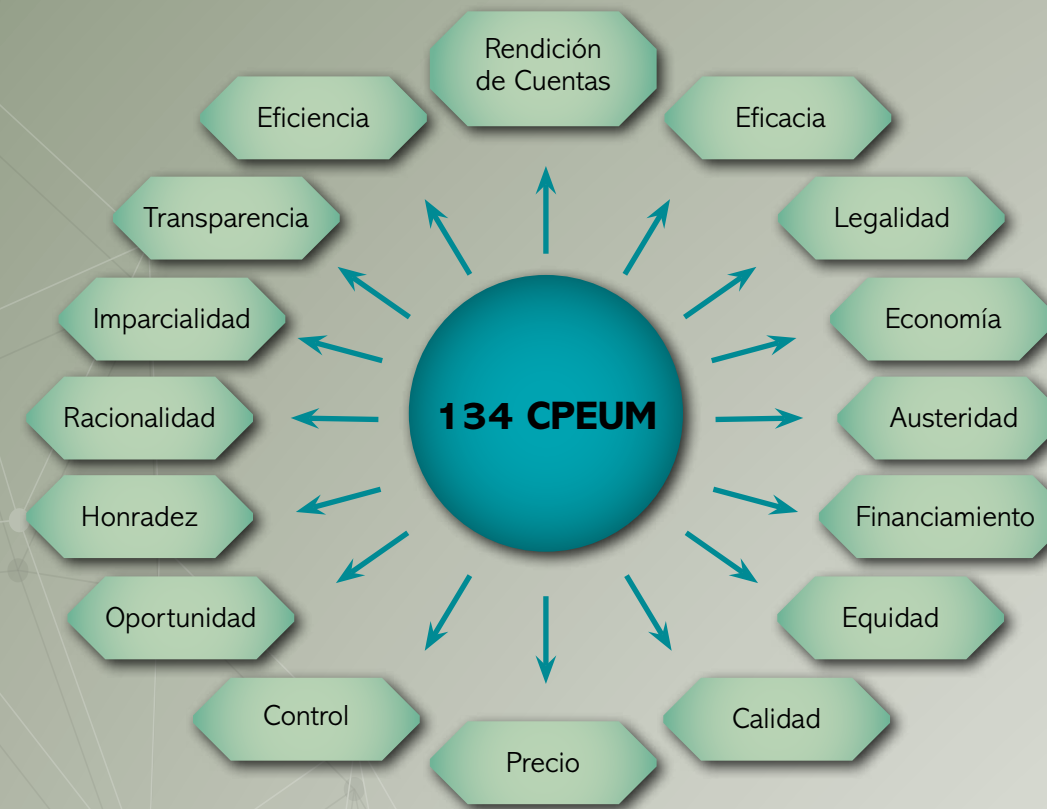 Rendición
de Cuentas
Eficiencia
Eficacia
Transparencia
Legalidad
Imparcialidad
Economía
134 CPEUM
Racionalidad
Austeridad
Honradez
Financiamiento
Oportunidad
Equidad
Control
Calidad
Precio